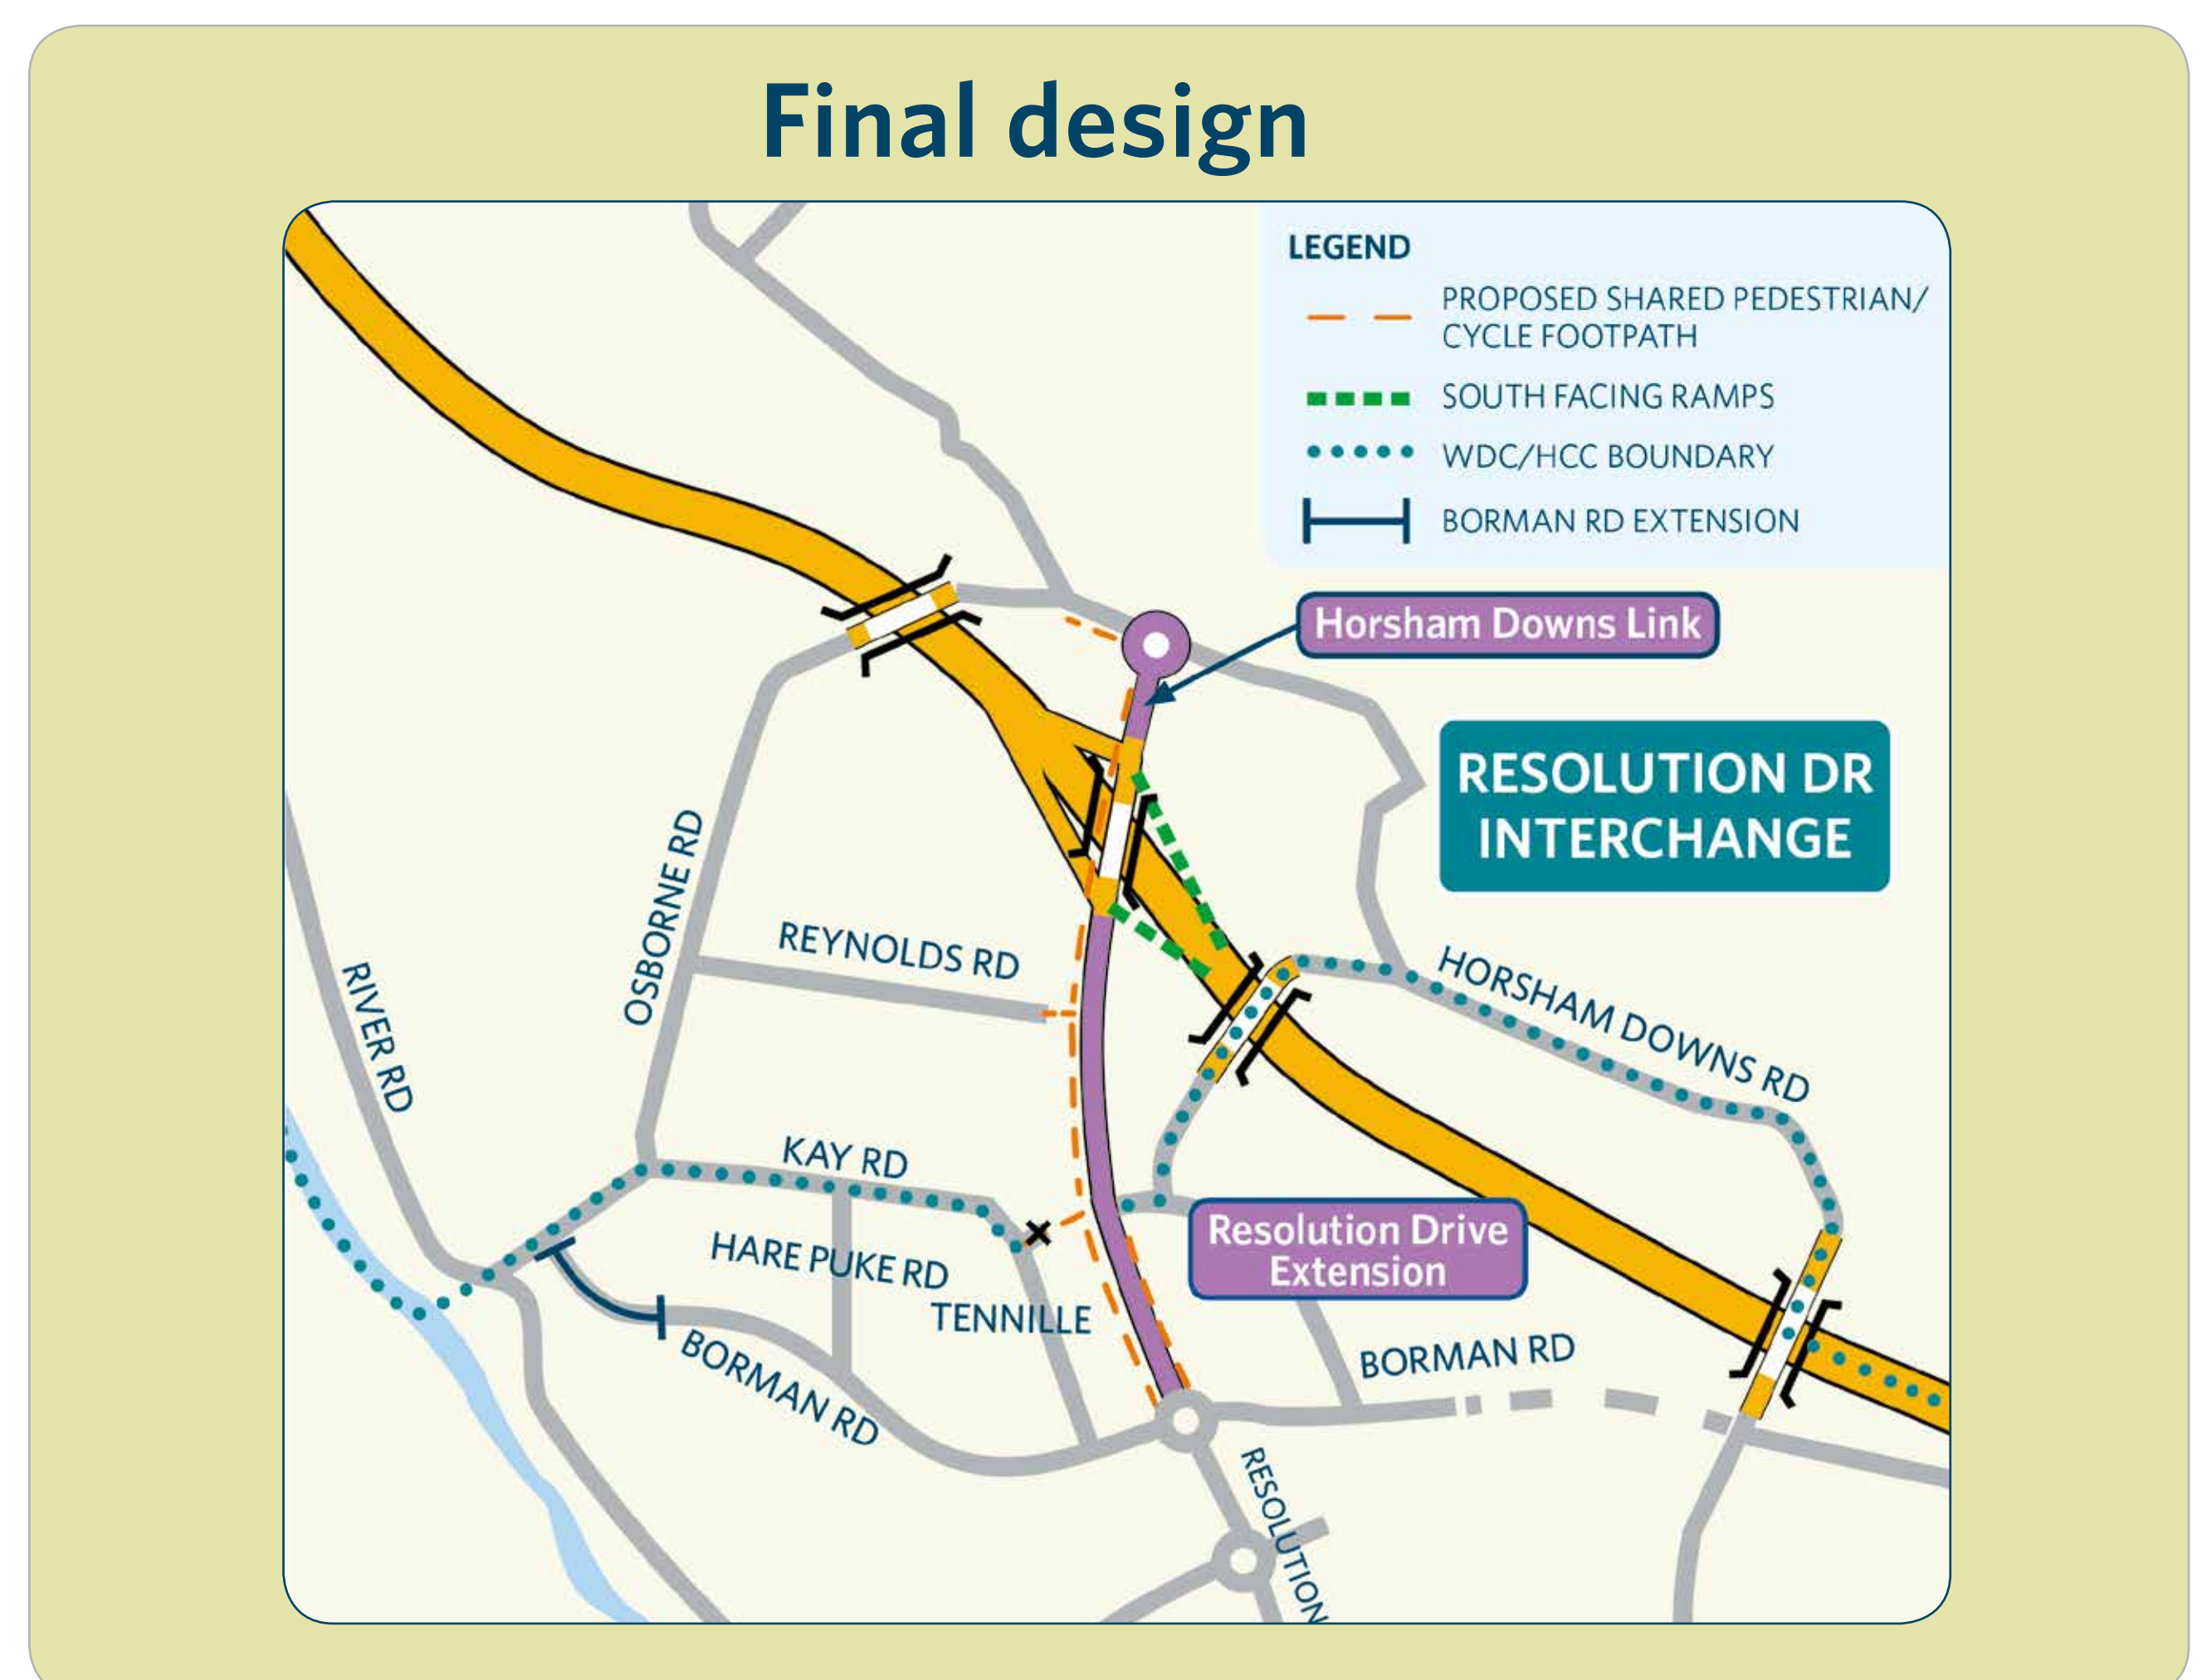 Final design
LEGEND
PROPOSED SHARED PEDESTRIAN/
CYCLE FOOTPATH
SOUTH FACING RAMPS
WDC/HCC BOUNDARY
BORMAN RD EXTENSION
Horsham Downs Link
RESOLUTION DR
INTERCHANGE
OSBORNE RD
REYNOLDS RD
RIVER RD
HORSHAM DOWNS RD
KAY RD
Resolution Drive
Extension
HARE PUKE RD
TENNILLE
BORMAN RD
BORMAN RD
RESOLUTION